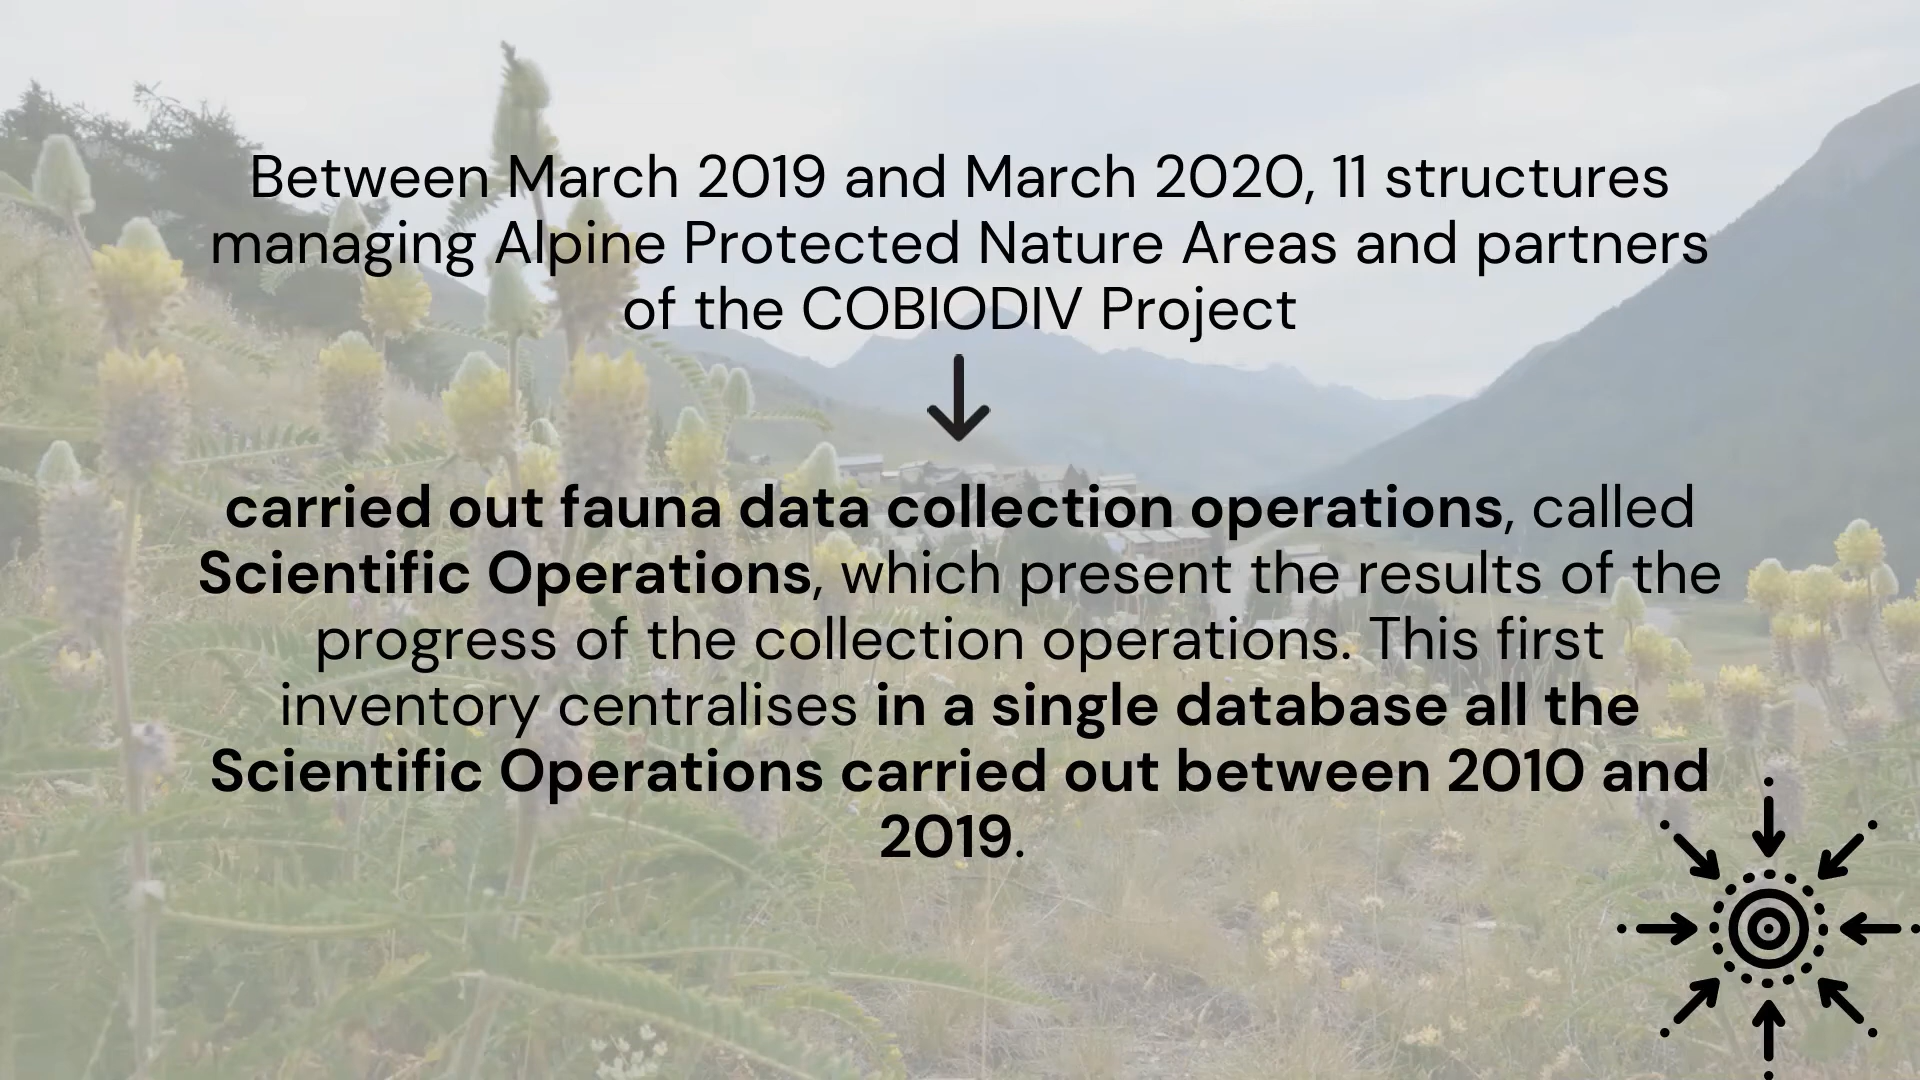 Between March 2019 and March 2020, 11 structures
managing Alpine Protected Nature Areas and partners
of the COBIODIV Project
carried out fauna data collection operations, called
Scientific Operations, which present the results of the
progress of the collection operations. This first
inventory centralises in a single database all the
Scientific Operations carried out between 2010 and
2019.